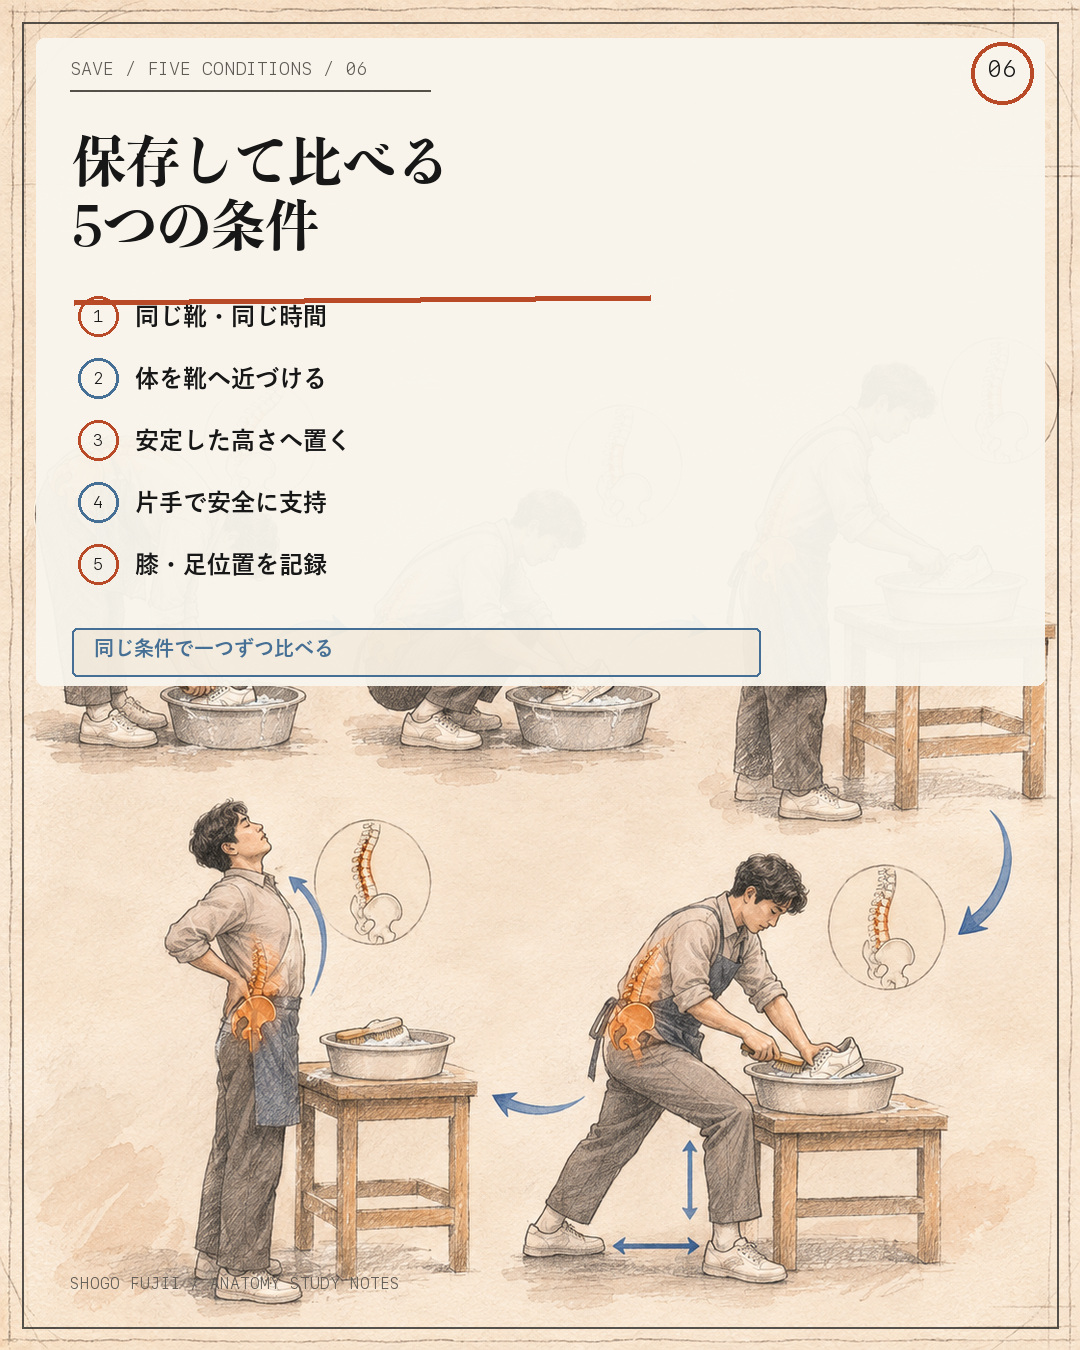 SAVE / FIVE CONDITIONS / 06
06
保存して比べる
5つの条件
1 同じ靴・同じ時間
2 体を靴へ近づける
3 安定した高さへ置く
4 片手で安全に支持
5 膝・足位置を記録
同じ条件で一つずつ比べる
SHOGO FUJII / ANATOMY STUDY NOTES